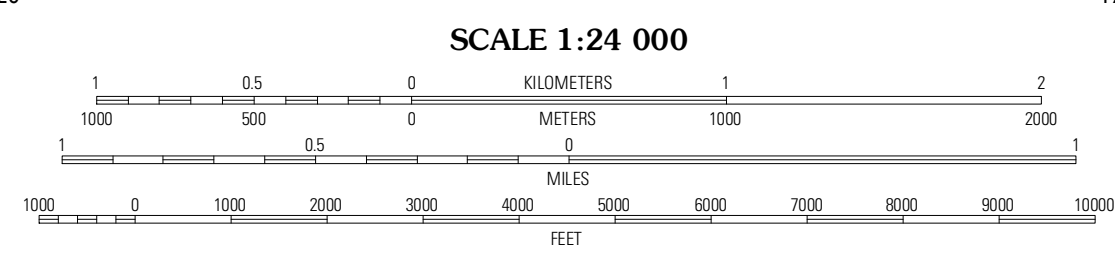 SCALE 1:24 000
1 0.5 0 KILOMETERS 1 2
1000 500 0 METERS 1000 2000
1 0.5 0 1
MILES
1000 0 1000 2000 3000 4000 5000 6000 7000 8000 9000 10000
FEET